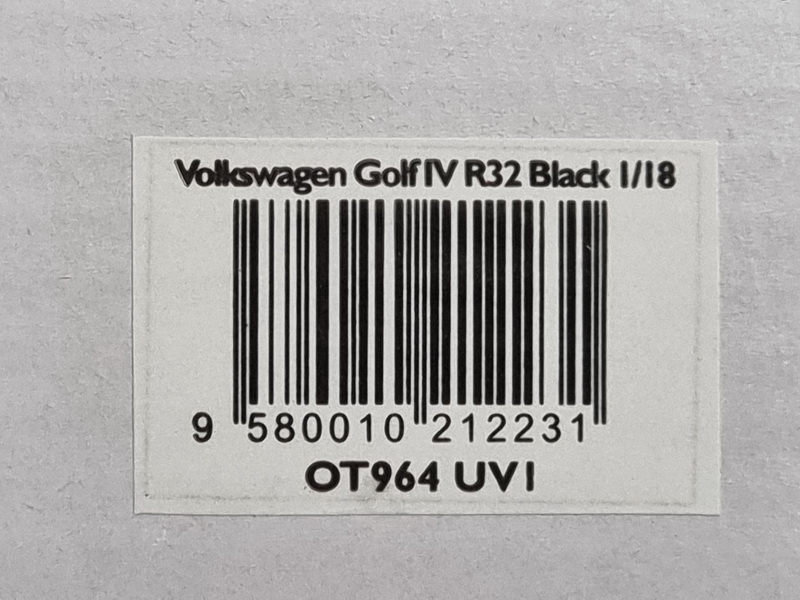 Volkswagen Golf IV R32 Black 1/18
9 580010 212231
OT964 UV1